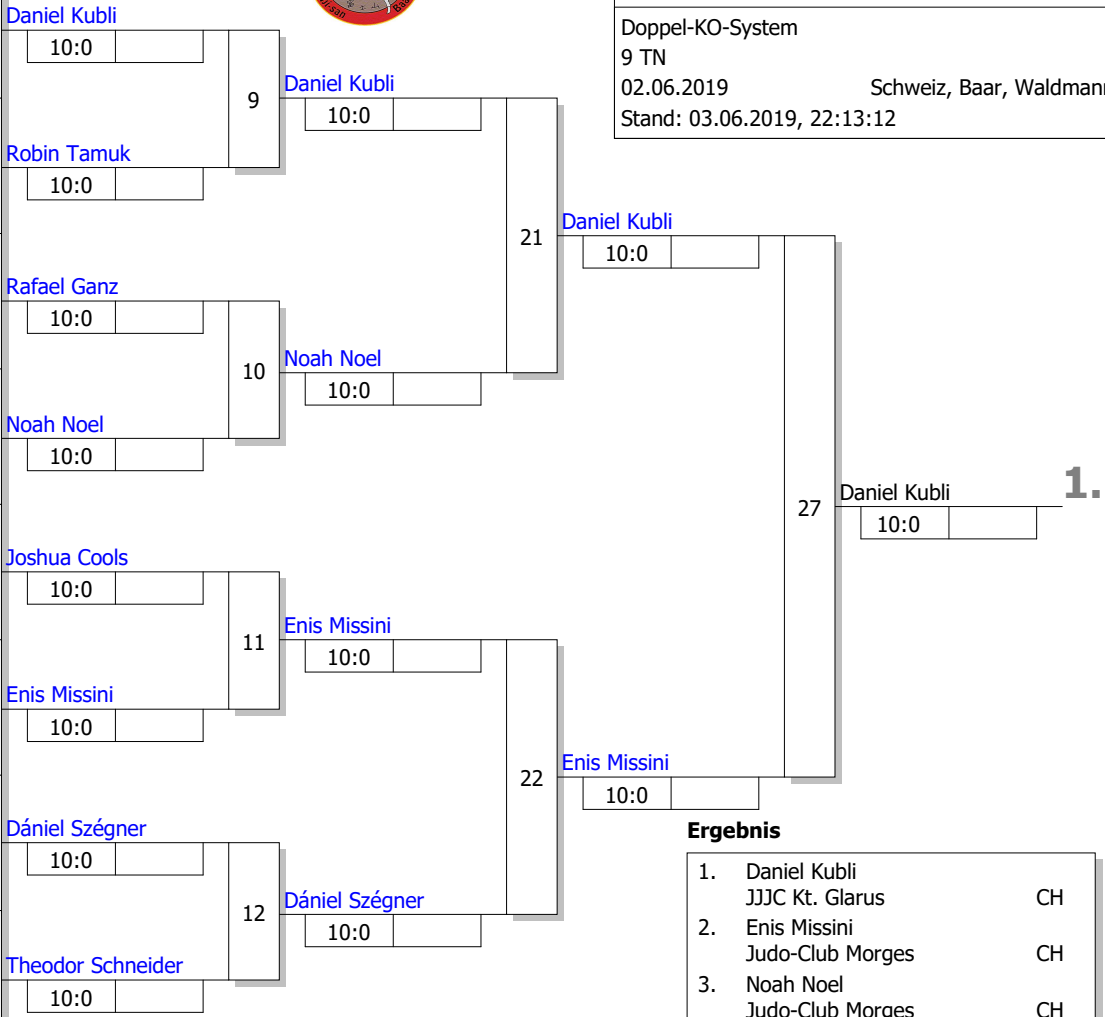 Daniel Kubli
10:0
Robin Tamuk
10:0
9
Daniel Kubli
10:0
Rafael Ganz
10:0
Noah Noel
10:0
10
Noah Noel
10:0
21
Daniel Kubli
10:0
Joshua Cools
10:0
Enis Missini
10:0
11
Enis Missini
10:0
Dániel Szégner
10:0
Theodor Schneider
10:0
12
Dániel Szégner
10:0
22
Enis Missini
10:0
27
Daniel Kubli
10:0
1.
Doppel-KO-System
9 TN
02.06.2019 Schweiz, Baar,
Stand: 03.06.2019, 22:13:12
Ergebnis
1. Daniel Kubli
JJJC Kt. Glarus CH
2. Enis Missini
Judo-Club Morges CH
3. Noah Noel
Judo-Club Morges CH